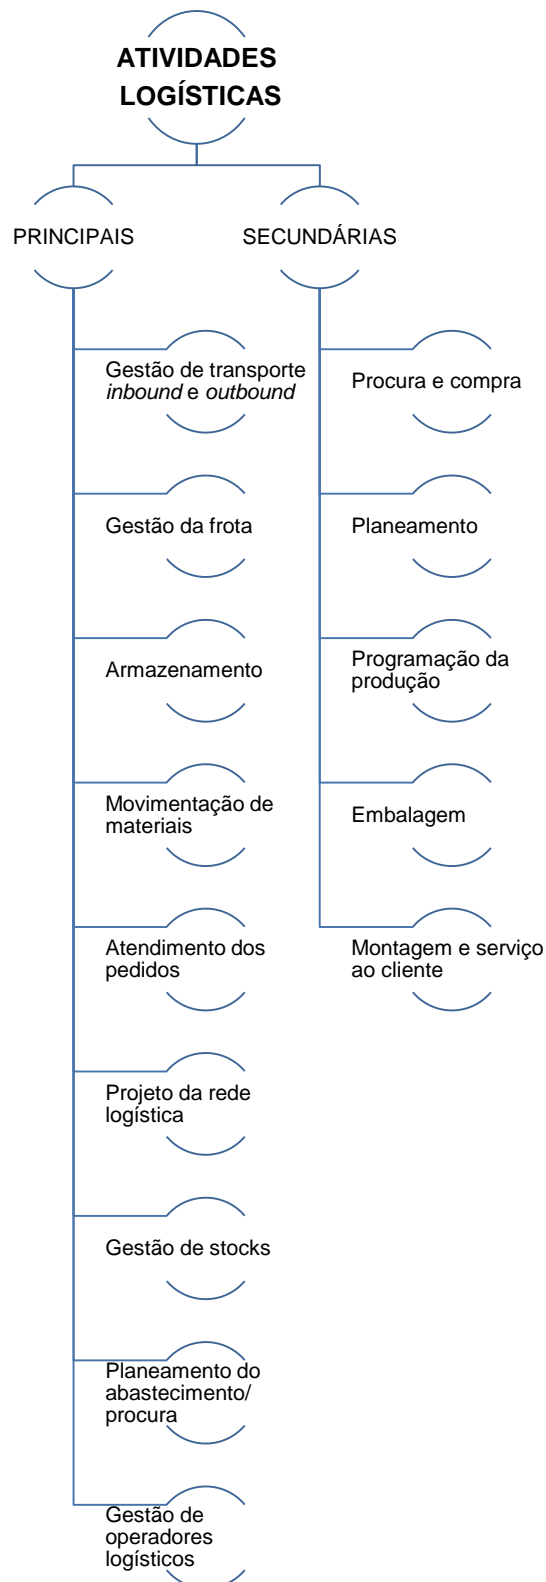 ATIVIDADES
LOGÍSTICAS
PRINCIPAIS
Gestão de transporte
inbound e outbound
Gestão da frota
Armazenamento
Movimentação de
materiais
Atendimento dos
pedidos
Projeto da rede
logística
Gestão de stocks
Planeamento do
abastecimento/
procura
Gestão de
operadores
logísticos
SECUNDÁRIAS
Procura e compra
Planeamento
Programação da
produção
Embalagem
Montagem e serviço
ao cliente